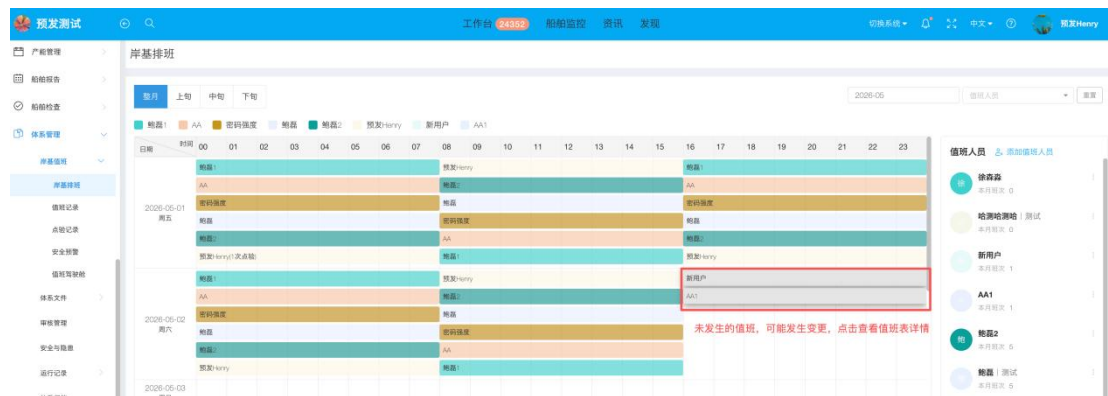 预发测试
工作台 24352 船舶监控 资讯 发现
切换系统 中文 预发Henry
产能管理
船舶报告
船舶检查
体系管理
岸基值班
岸基排班
值班记录
点验记录
安全预警
值班驾驶舱
体系文件
审核管理
安全与隐患
运行记录
岸基排班
整月 上旬 中旬 下旬
2026-05 值班人员 重置
鲍磊1 AA 密码强度 鲍磊 鲍磊2 预发Henry 新用户 AA1
日期 时间 00 01 02 03 04 05 06 07 08 09 10 11 12 13 14 15 16 17 18 19 20 21 22 23
2026-05-01
周五
鲍磊1 预发Henry 鲍磊1
AA 鲍磊2 AA
密码强度 鲍磊 密码强度
鲍磊 密码强度 鲍磊
鲍磊2 AA 鲍磊2
预发Henry(1次点验) 鲍磊1 预发Henry
2026-05-02
周六
鲍磊1 预发Henry 新用户
AA 鲍磊2 AA1
密码强度 鲍磊
鲍磊 密码强度
鲍磊2 AA
预发Henry 鲍磊1
未发生的值班，可能发生变更，点击查看值班表详情
2026-05-03
值班人员 添加值班人员
徐 徐森淼
本月班次 0
哈测哈测哈 | 测试
本月班次 0
新用户
本月班次 1
AA1
本月班次 1
鲍 鲍磊2
本月班次 5
鲍磊 | 测试
本月班次 5